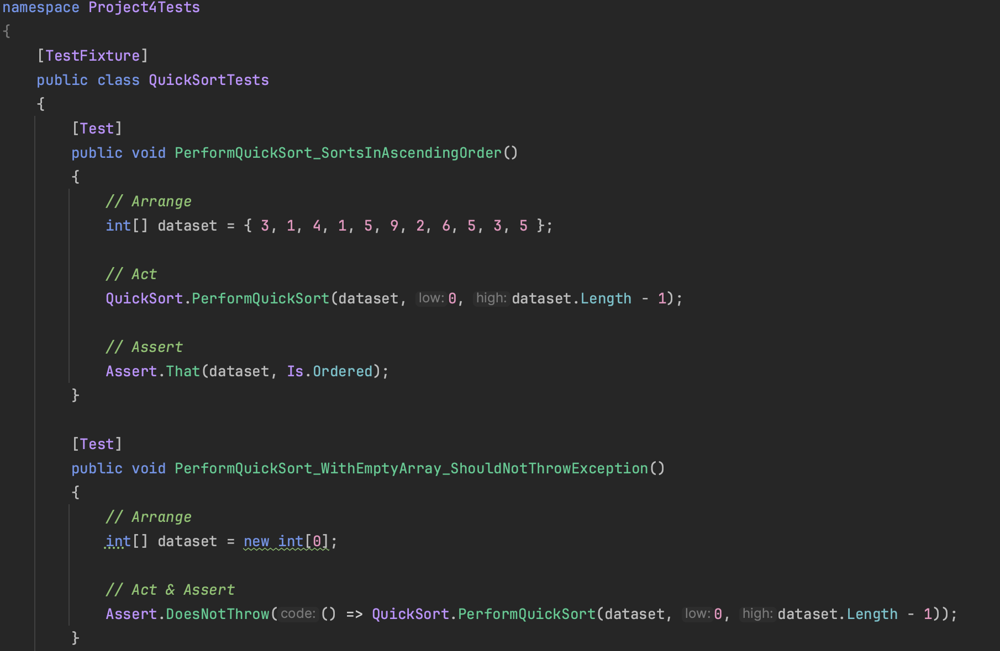 namespace Project4Tests
{
[TestFixture]
public class QuickSortTests
{
[Test]
public void PerformQuickSort_SortsInAscendingOrder()
{
// Arrange
int[] dataset = { 3, 1, 4, 1, 5, 9, 2, 6, 5, 3, 5 };
// Act
QuickSort.PerformQuickSort(dataset, low: 0, high: dataset.Length - 1);
// Assert
Assert.That(dataset, Is.Ordered);
}
[Test]
public void PerformQuickSort_WithEmptyArray_ShouldNotThrowException()
{
// Arrange
int[] dataset = new int[0];
// Act & Assert
Assert.DoesNotThrow(code: () => QuickSort.PerformQuickSort(dataset, low: 0, high: dataset.Length - 1));
}